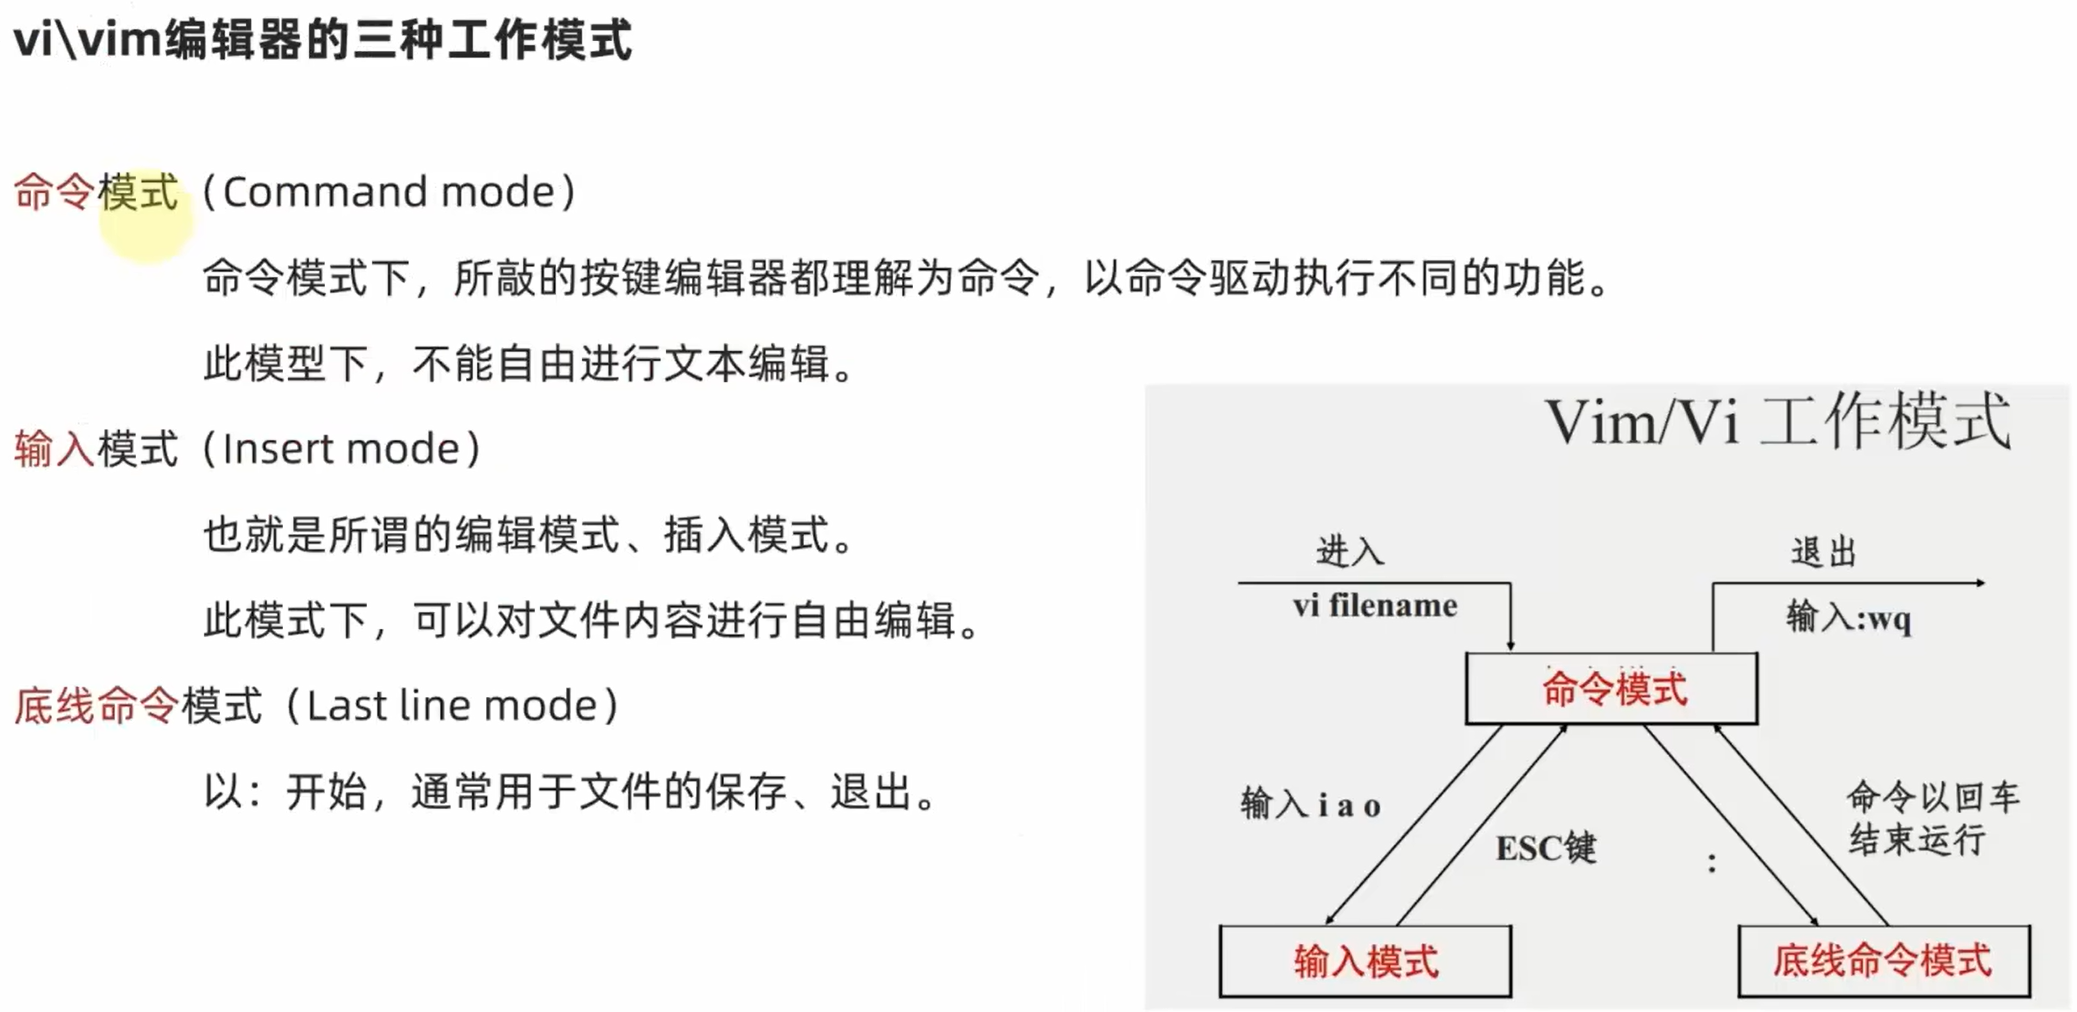 vi\vim编辑器的三种工作模式
命令模式（Command mode）
命令模式下，所敲的按键编辑器都理解为命令，以命令驱动执行不同的功能。
此模型下，不能自由进行文本编辑。
输入模式（Insert mode）
也就是所谓的编辑模式、插入模式。
此模式下，可以对文件内容进行自由编辑。
底线命令模式（Last line mode）
以：开始，通常用于文件的保存、退出。
Vim/Vi 工作模式
进入
vi filename
退出
输入:wq
命令模式
输入 i a o
ESC键
:
命令以回车
结束运行
输入模式
底线命令模式